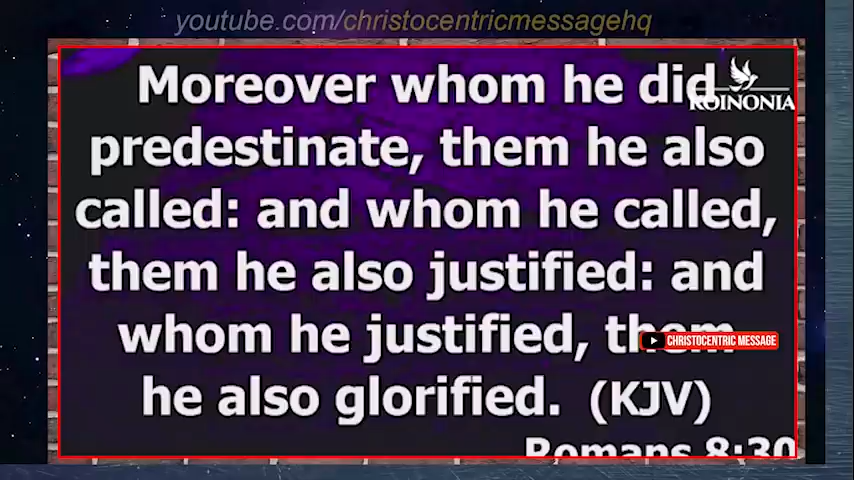 youtube.com/christocentricmessagehq
Moreover whom he did
KOINONIA
predestinate, them he also
called: and whom he called,
them he also justified: and
whom he justified, them
CHRISTOCENTRIC MESSAGE
he also glorified. (KJV)
Romans 8:30